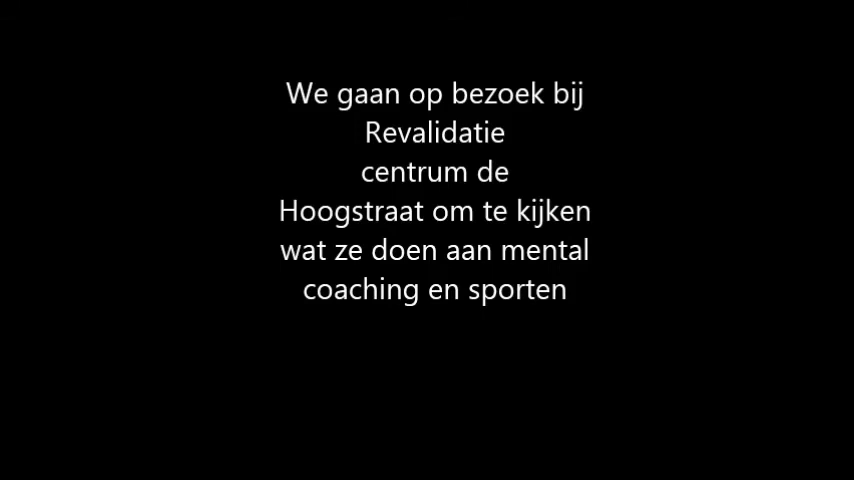 We gaan op bezoek bij
Revalidatie
centrum de
Hoogstraat om te kijken
wat ze doen aan mental
coaching en sporten